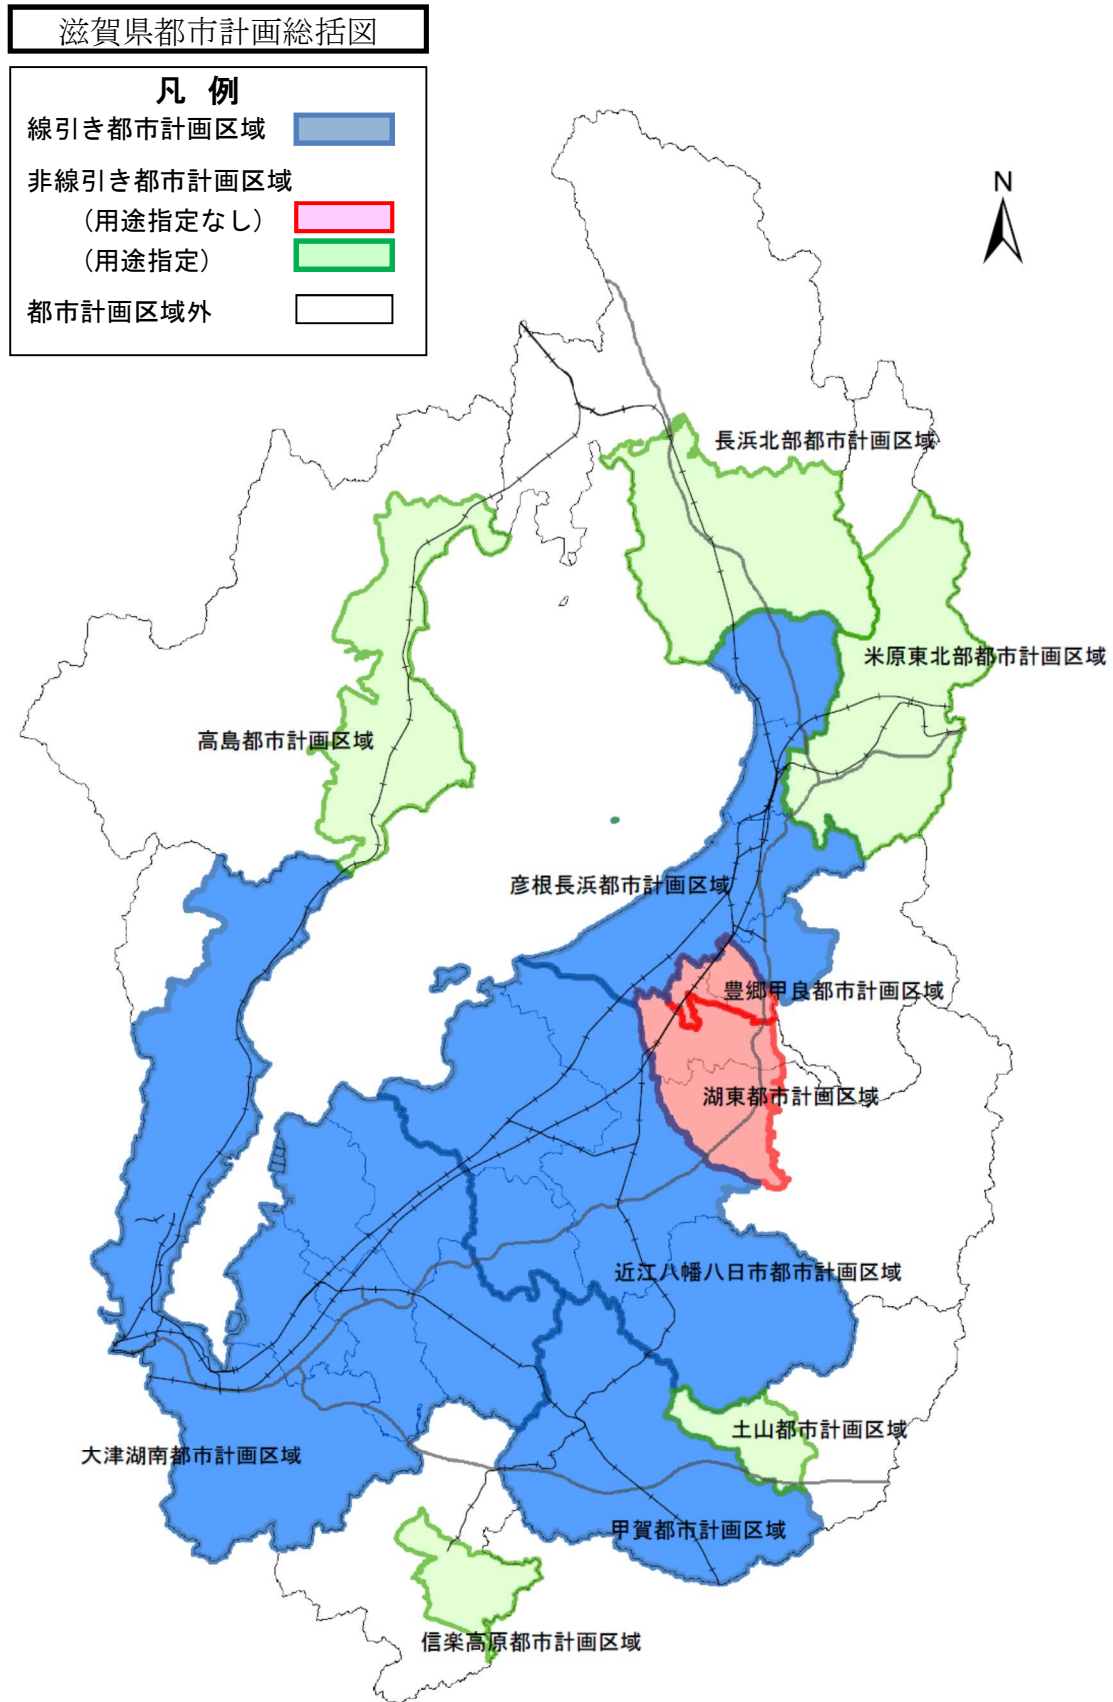 滋賀県都市計画総括図
凡 例
線引き都市計画区域
非線引き都市計画区域
（用途指定なし）
（用途指定）
都市計画区域外
N
長浜北部都市計画区域
米原東北部都市計画区域
高島都市計画区域
彦根長浜都市計画区域
豊郷甲良都市計画区域
湖東都市計画区域
近江八幡八日市都市計画区域
土山都市計画区域
大津湖南都市計画区域
甲賀都市計画区域
信楽高原都市計画区域